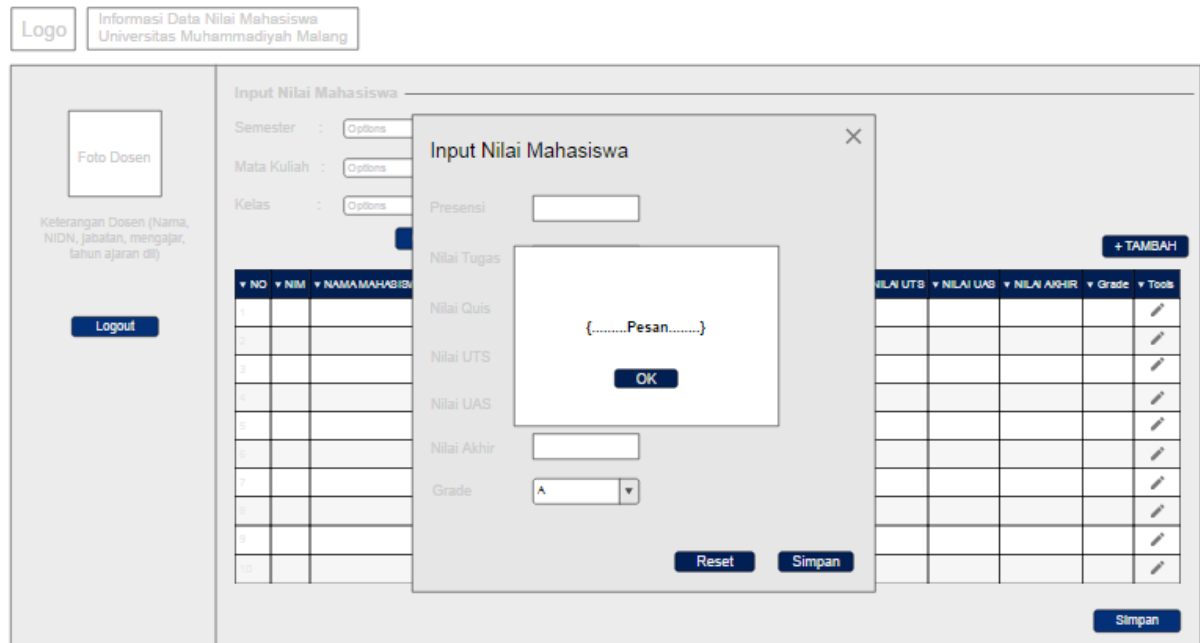 Logo
Informasi Data Nilai Mahasiswa
Universitas Muhammadiyah Malang
Foto Dosen
Keterangan Dosen (Nama,
NIDN, jabatan, mengajar,
tahun ajaran dll)
Logout
Input Nilai Mahasiswa
Semester : Options
Mata Kuliah : Options
Kelas : Options
+ TAMBAH
NO NIM NAMA MAHASISW NILAI UTS NILAI UAS NILAI AKHIR Grade Tools
1
2
3
4
5
6
7
8
9
10
Simpan
Input Nilai Mahasiswa
Presensi
Nilai Tugas
Nilai Quis
Nilai UTS
Nilai UAS
Nilai Akhir
Grade A
Reset Simpan
{.........Pesan........}
OK